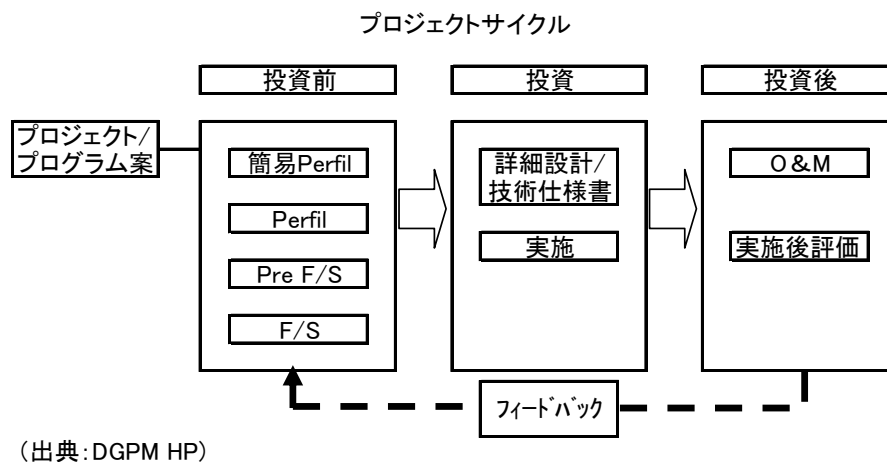 プロジェクトサイクル
投資前
投資
投資後
プロジェクト/
プログラム案
簡易Perfil
Perfil
Pre F/S
F/S
詳細設計/
技術仕様書
実施
O&M
実施後評価
フィードバック
（出典：DGPM HP）